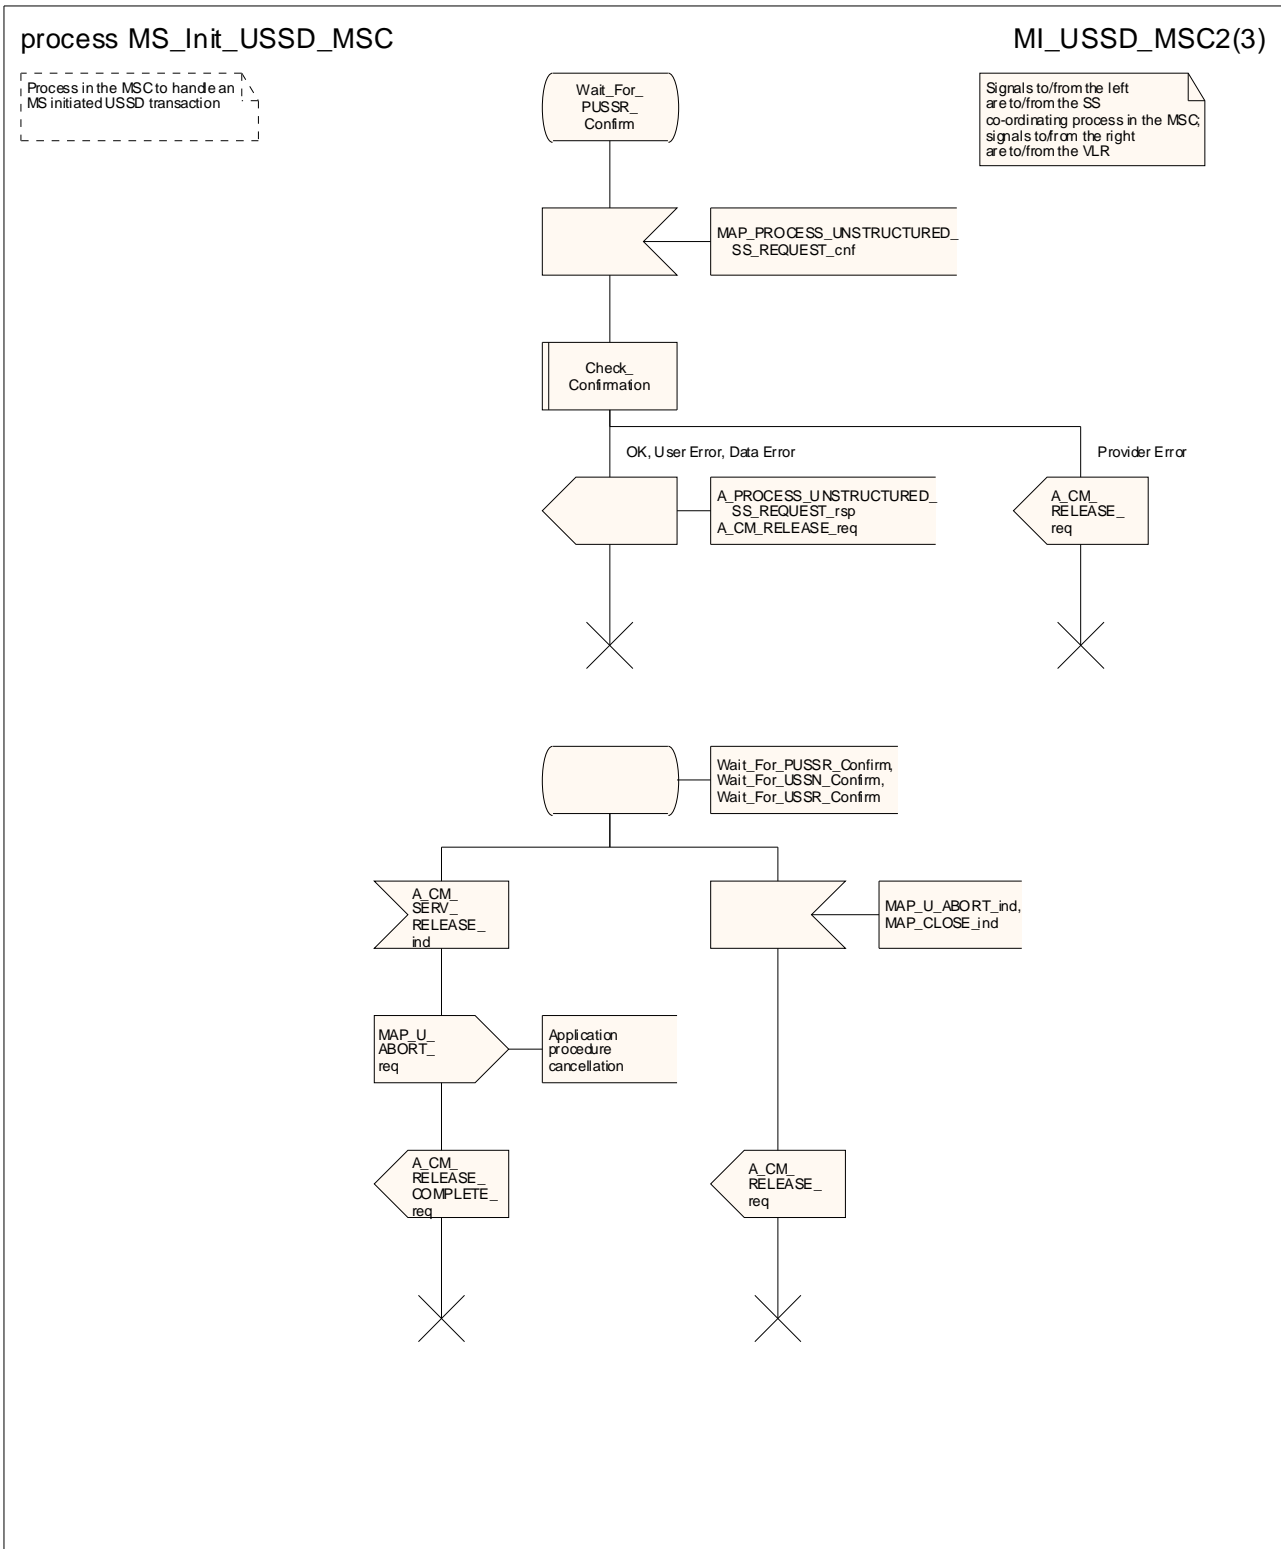 process MS_Init_USSD_MSC
MI_USSD_MSC2(3)
Process in the MSC to handle an
MS initiated USSD transaction
Wait_For_
PUSSR_
Confirm
Signals to/from the left
are to/from the SS
co-ordinating process in the MSC;
signals to/from the right
are to/from the VLR
MAP_PROCESS_UNSTRUCTURED_
SS_REQUEST_cnf
Check_
Confirmation
OK, User Error, Data Error
Provider Error
A_PROCESS_UNSTRUCTURED_
SS_REQUEST_rsp
A_CM_RELEASE_req
A_CM_
RELEASE_
req
Wait_For_PUSSR_Confirm,
Wait_For_USSN_Confirm,
Wait_For_USSR_Confirm
A_CM_
SERV_
RELEASE_
ind
MAP_U_ABORT_ind,
MAP_CLOSE_ind
MAP_U_
ABORT_
req
Application
procedure
cancellation
A_CM_
RELEASE_
COMPLETE_
req
A_CM_
RELEASE_
req